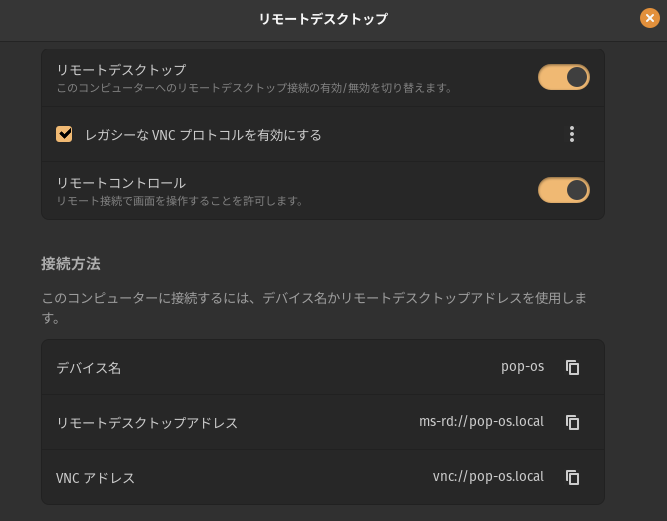 リモートデスクトップ
リモートデスクトップ
このコンピューターへのリモートデスクトップ接続の有効/無効を切り替えます。
レガシーな VNC プロトコルを有効にする
リモートコントロール
リモート接続で画面を操作することを許可します。
接続方法
このコンピューターに接続するには、デバイス名かリモートデスクトップアドレスを使用しま
す。
デバイス名 pop-os
リモートデスクトップアドレス ms-rd://pop-os.local
VNC アドレス vnc://pop-os.local